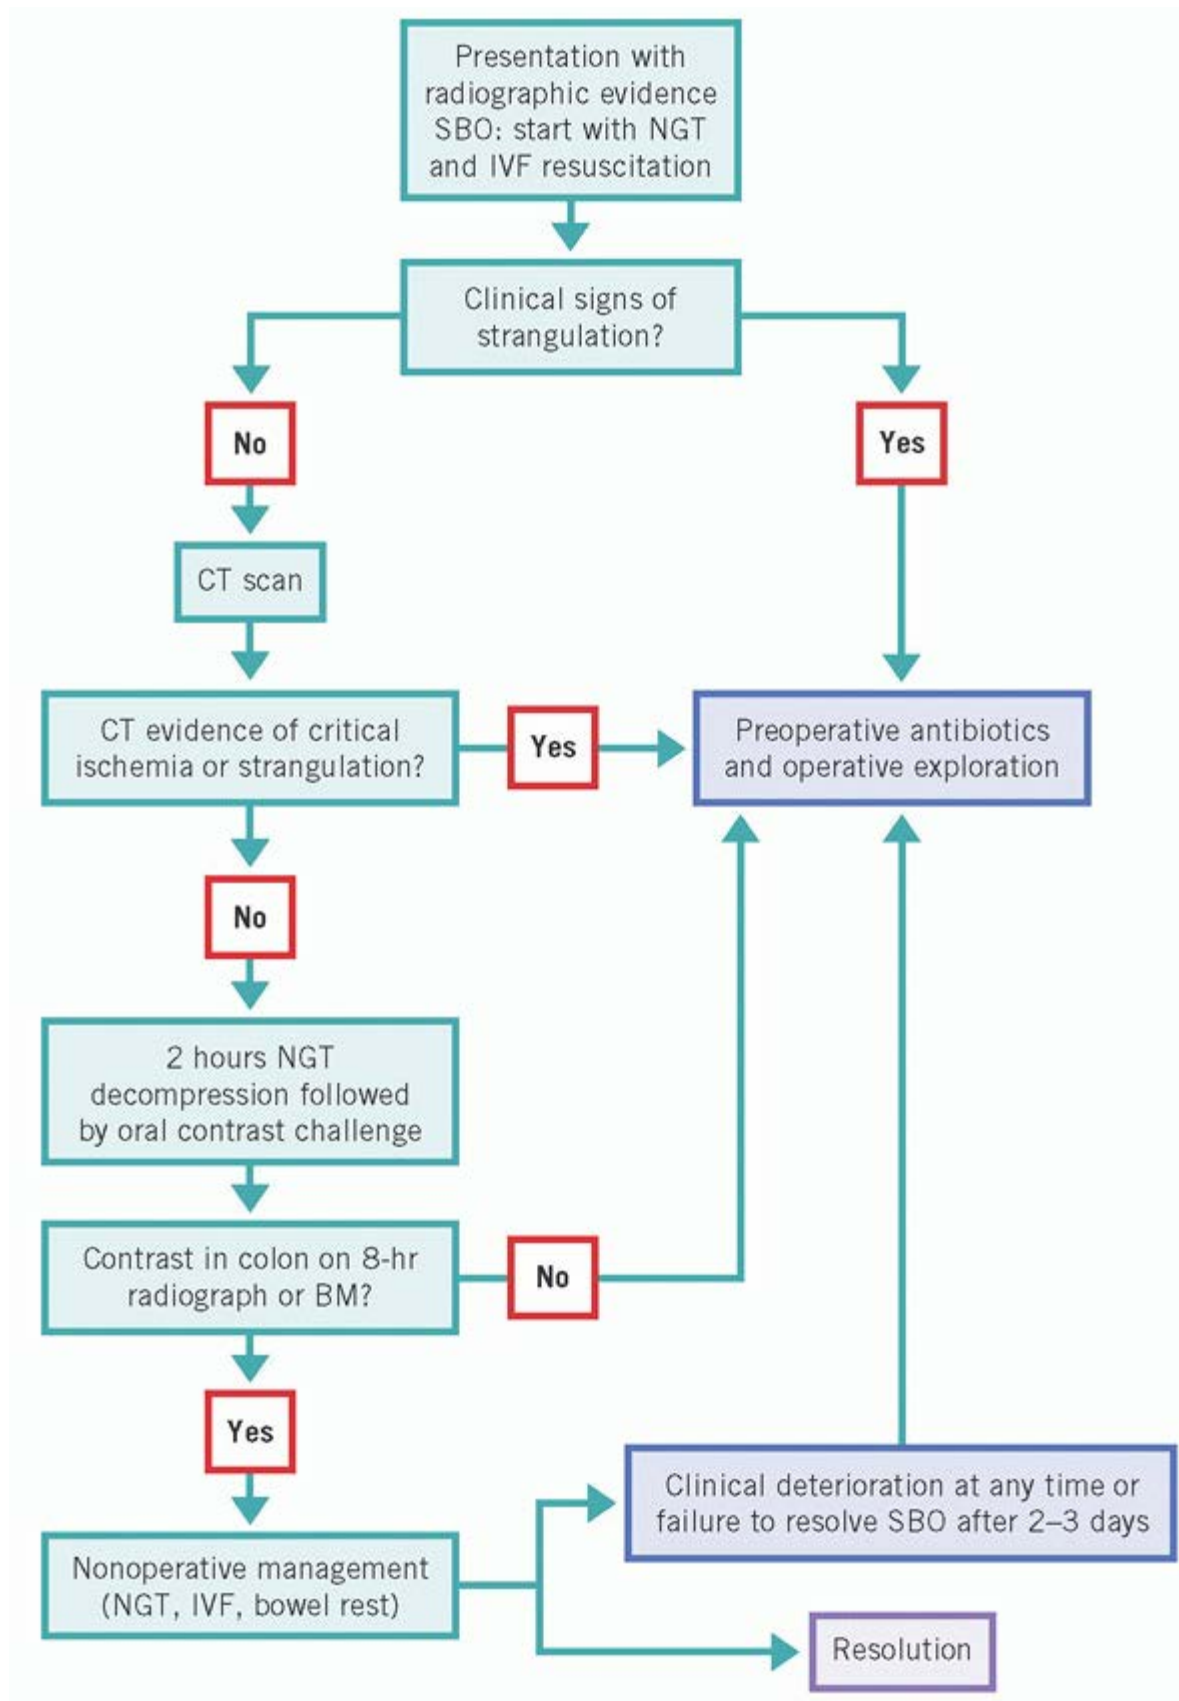 Presentation with
radiographic evidence
SBO: start with NGT
and IVF resuscitation
Clinical signs of
strangulation?
No
Yes
CT scan
CT evidence of critical
ischemia or strangulation?
Yes
Preoperative antibiotics
and operative exploration
No
2 hours NGT
decompression followed
by oral contrast challenge
Contrast in colon on 8-hr
radiograph or BM?
No
Yes
Clinical deterioration at any time or
failure to resolve SBO after 2–3 days
Nonoperative management
(NGT, IVF, bowel rest)
Resolution